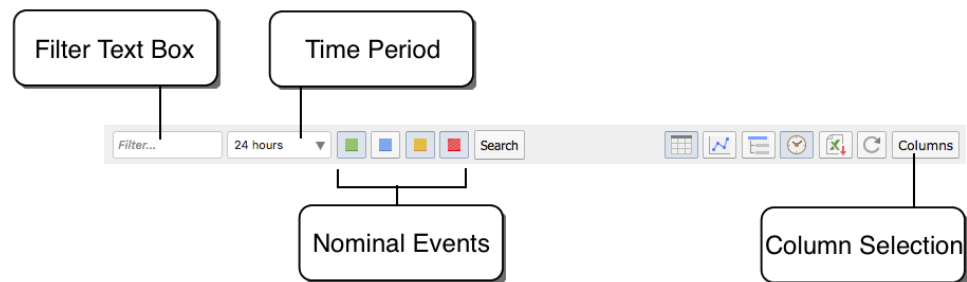 Filter Text Box
Time Period
Filter...
24 hours
Search
Columns
Nominal Events
Column Selection